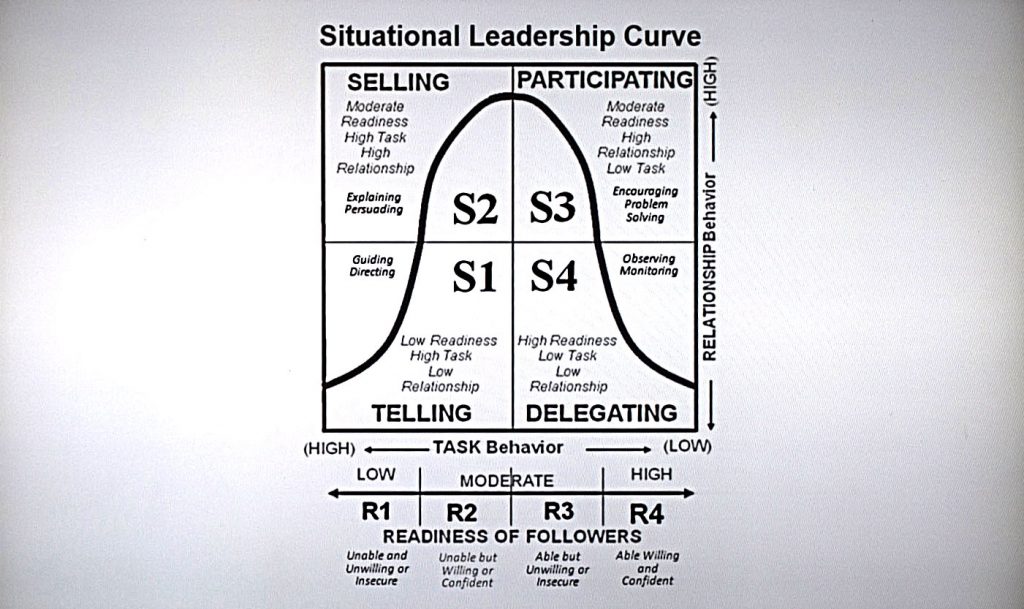 Situational Leadership Curve
SELLING
Moderate
Readiness
High Task
High
Relationship
Explaining
Persuading
S2
PARTICIPATING
Moderate
Readiness
High
Relationship
Low Task
Encouraging
Problem
Solving
S3
Guiding
Directing
S1
Low Readiness
High Task
Low
Relationship
TELLING
Observing
Monitoring
S4
High Readiness
Low Task
Low
Relationship
DELEGATING
RELATIONSHIP Behavior (HIGH)
(HIGH) TASK Behavior (LOW)
LOW MODERATE HIGH
R1 R2 R3 R4
READINESS OF FOLLOWERS
Unable and
Unwilling or
Insecure
Unable but
Willing or
Confident
Able but
Unwilling or
Insecure
Able Willing
and
Confident